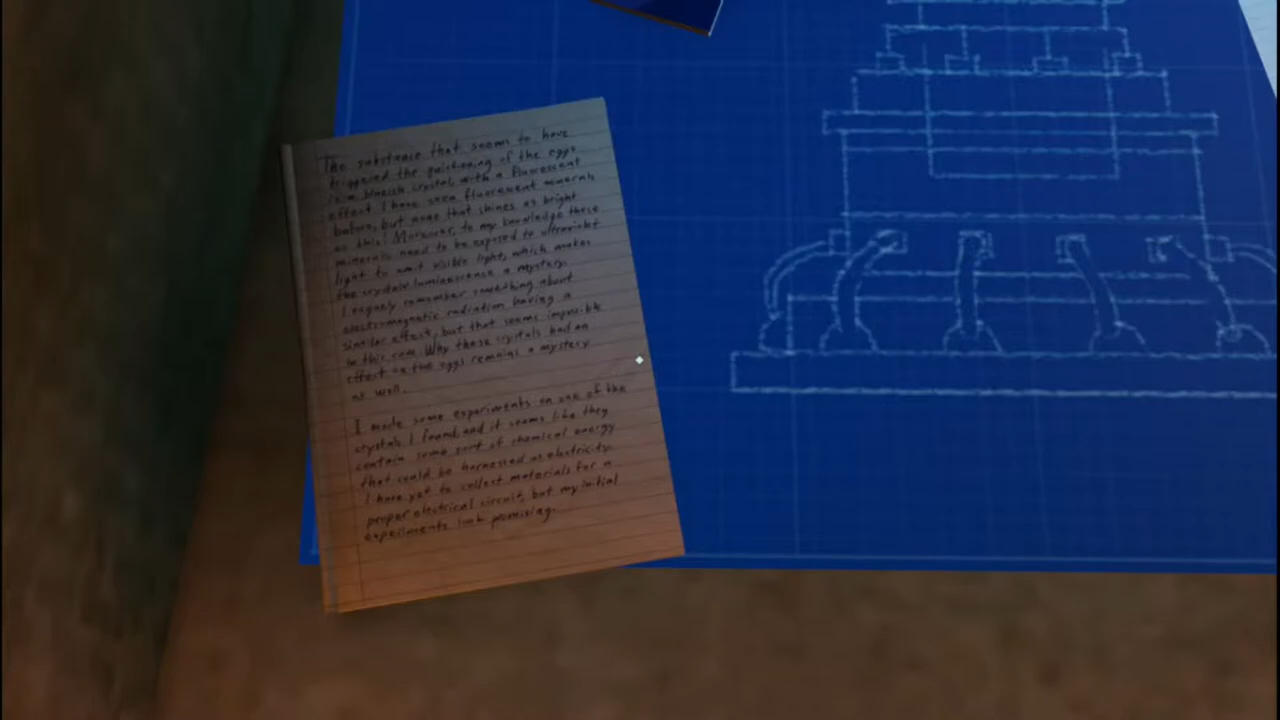 The substance that seems to have
triggered the quickening of the eggs
is a blueish crystal, with a fluorescent
effect. I have seen fluorescent minerals
before, but none that shines as bright
as this! Moreover, to my knowledge these
minerals need to be exposed to ultraviolet
light to emit visible light, which makes
the crystals luminescence a mystery.
I vaguely remember something about
electromagnetic radiation having a
similar effect, but that seems impossible
in this case. Why these crystals had an
effect on the eggs remains a mystery
as well.
I made some experiments on one of the
crystals I found, and it seems like they
contain some sort of chemical energy
that could be harnessed as electricity.
I have yet to collect materials for a
proper electrical circuit, but my initial
experiments look promising.